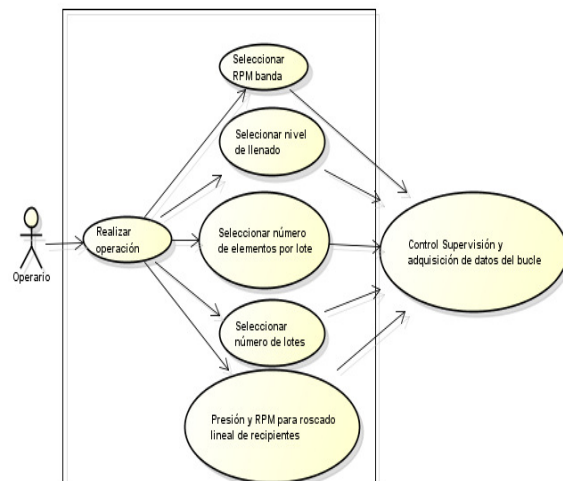 Seleccionar
RPM banda
Selecionar nivel
de llenado
Realizar
operación
Seleccionar número
de elementos por lote
Control Supervisión y
adquisición de datos del bucle
Operario
Seleccionar
número de lotes
Presión y RPM para roscado
lineal de recipientes